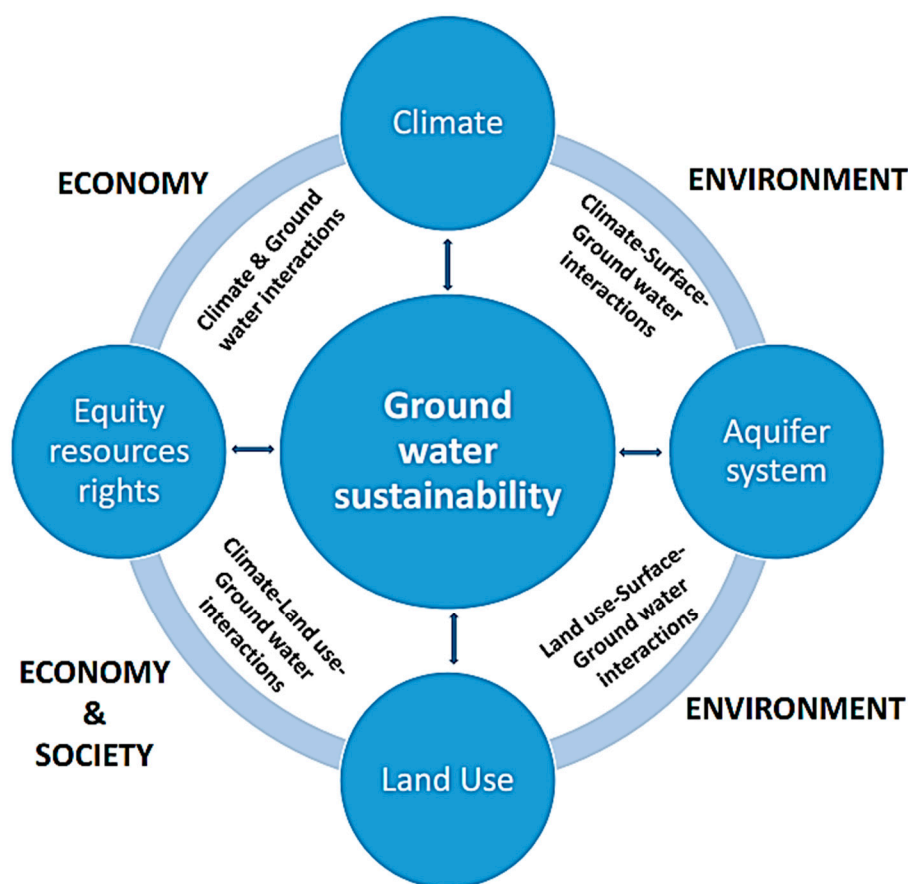 Climate
ECONOMY
ENVIRONMENT
Climate & Ground
water interactions
Climate-Surface-
Ground water
interactions
Equity
resources
rights
Ground
water
sustainability
Aquifer
system
Climate-Land use-
Ground water
interactions
Land use-Surface-
Ground water
interactions
ECONOMY
&
SOCIETY
ENVIRONMENT
Land Use